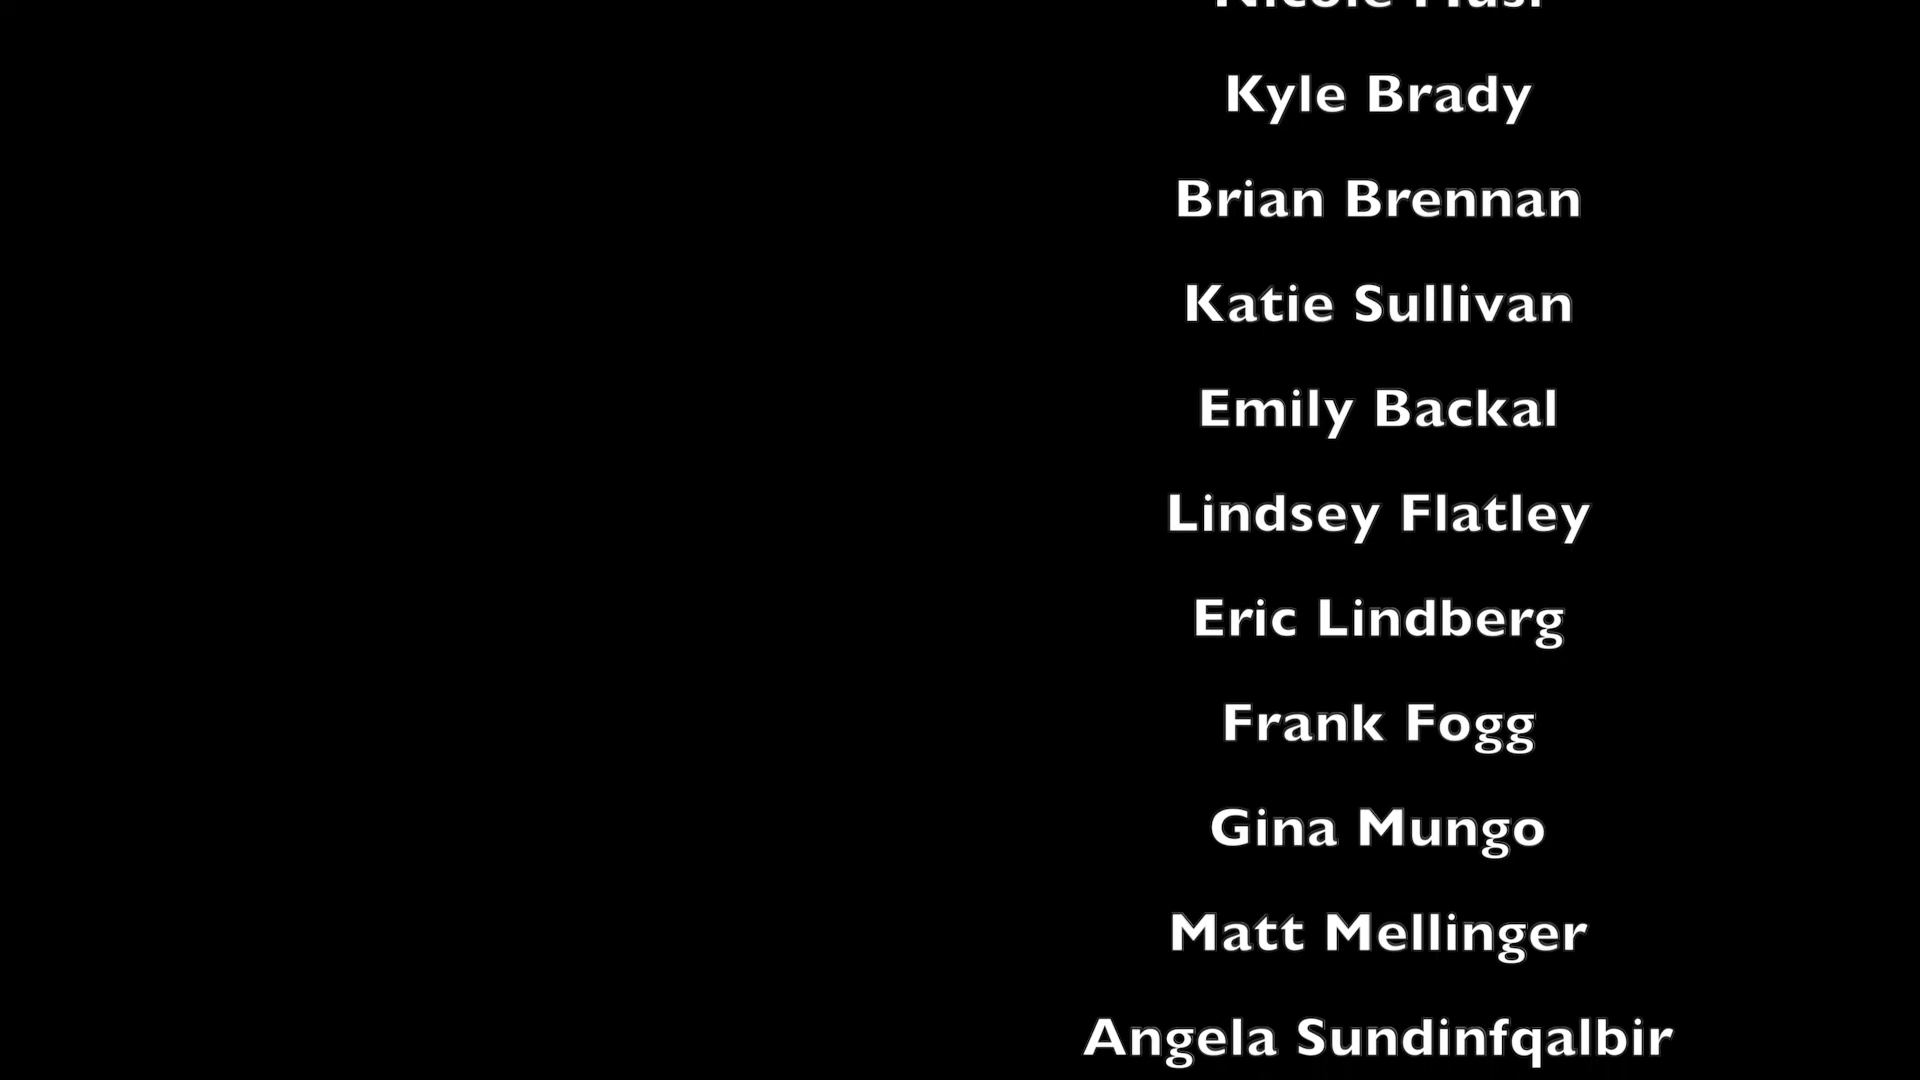 Nicole
Kyle Brady
Brian Brennan
Katie Sullivan
Emily Backal
Lindsey Flatley
Eric Lindberg
Frank Fogg
Gina Mungo
Matt Mellinger
Angela Sundinfqalbir